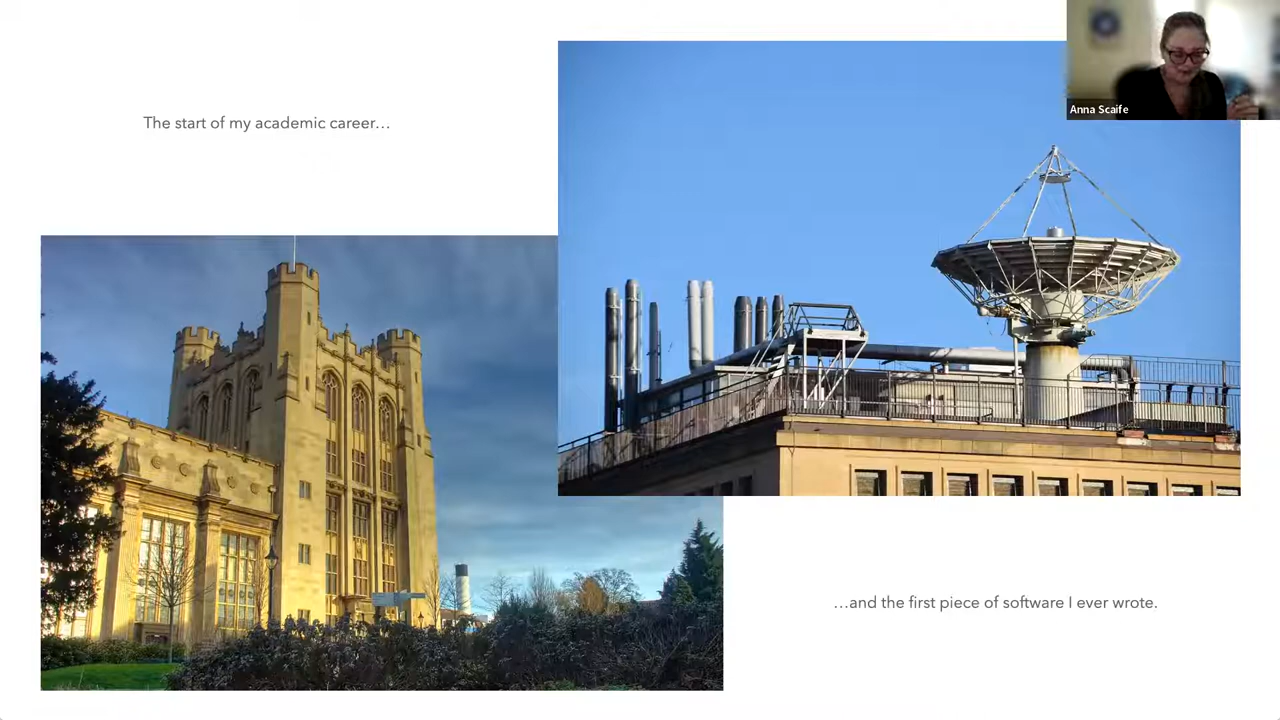 Anna Scaife
The start of my academic career…
…and the first piece of software I ever wrote.